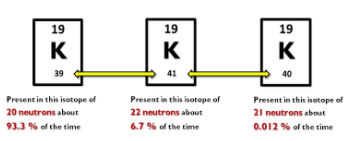 19 19 19
K K K
39 41 40
Present in this isotope of Present in this isotope of Present in this isotope of
20 neutrons about 22 neutrons about 21 neutrons about
93.3 % of the time 6.7 % of the time 0.012 % of the time